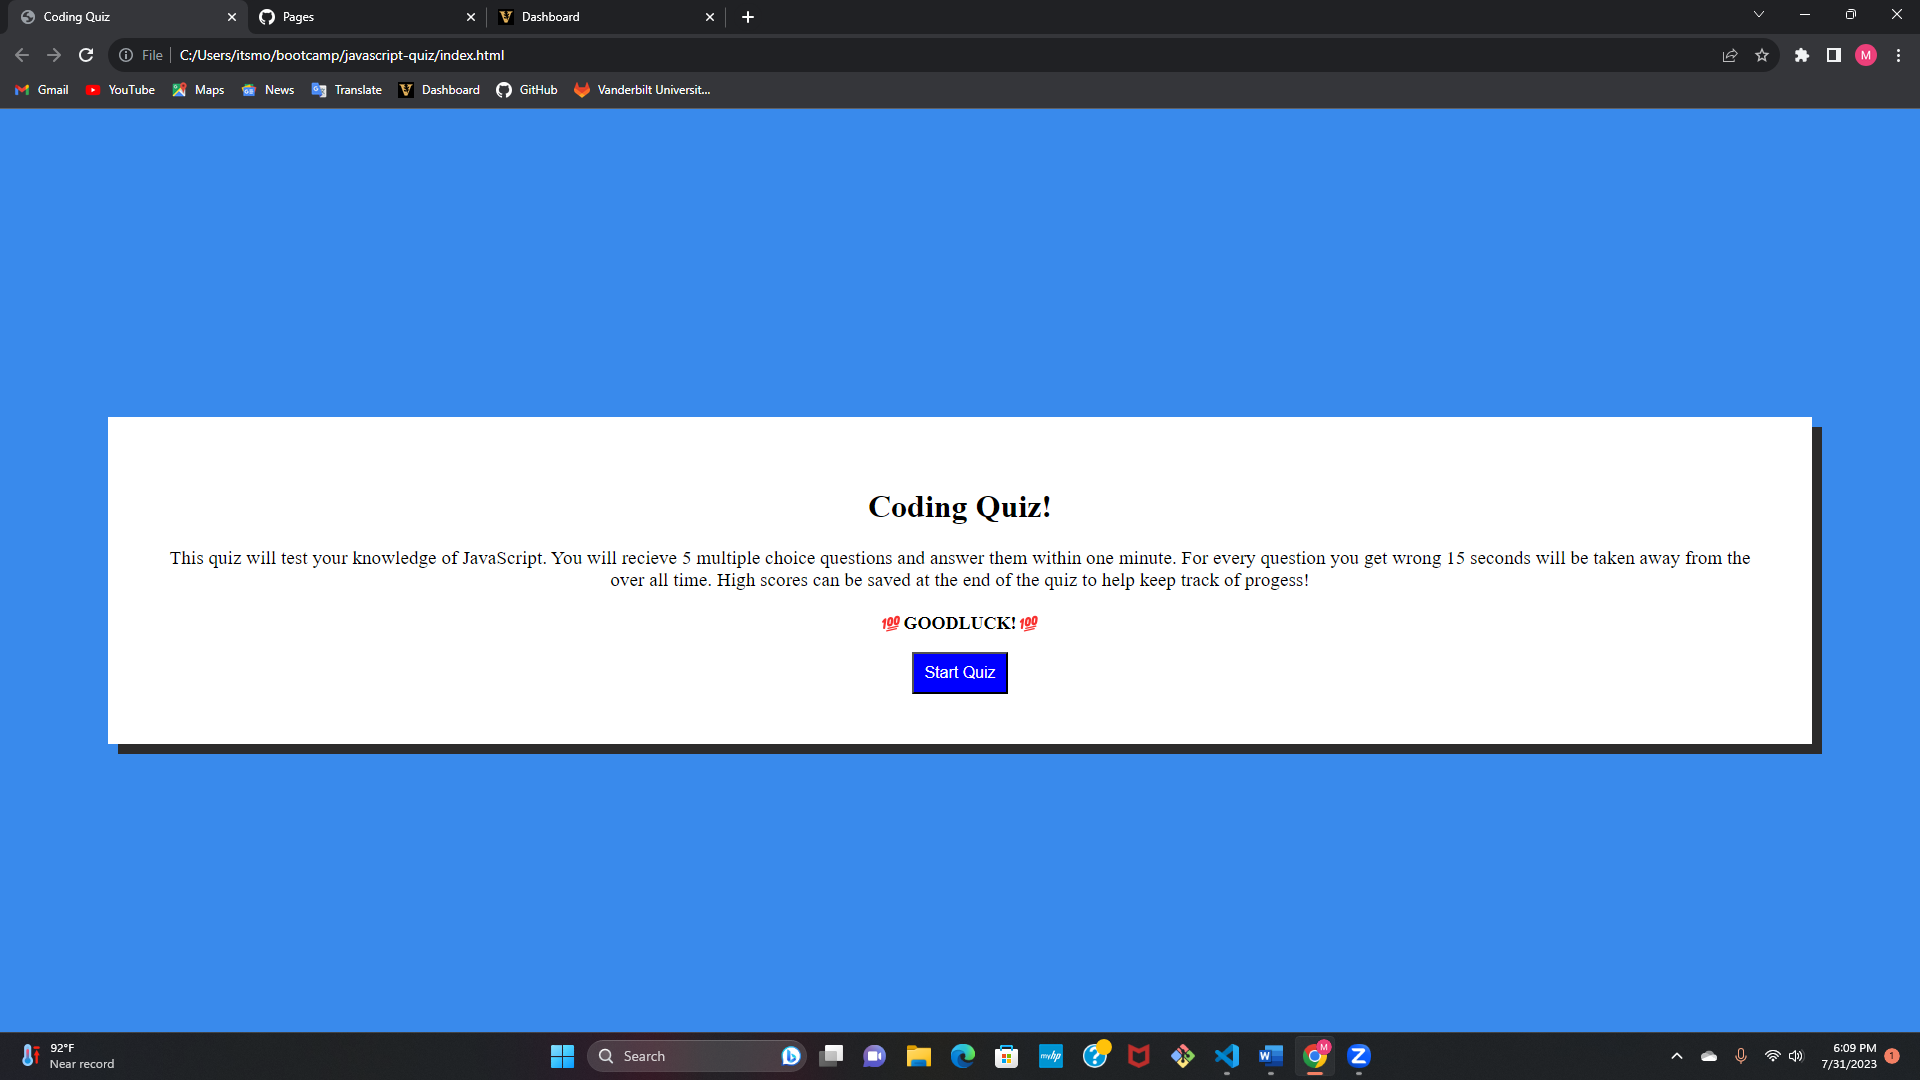 Coding Quiz
Pages
Dashboard
File
C:/Users/itsmo/bootcamp/javascript-quiz/index.html
M
Gmail
YouTube
Maps
News
Translate
Dashboard
GitHub
Vanderbilt Universit...
Coding Quiz!
This quiz will test your knowledge of JavaScript. You will recieve 5 multiple choice questions and answer them within one minute. For every question you get wrong 15 seconds will be taken away from the
over all time. High scores can be saved at the end of the quiz to help keep track of progess!
💯GOODLUCK!💯
Start Quiz
92°F
Near record
Search
myhp
M
6:09 PM
7/31/2023
1